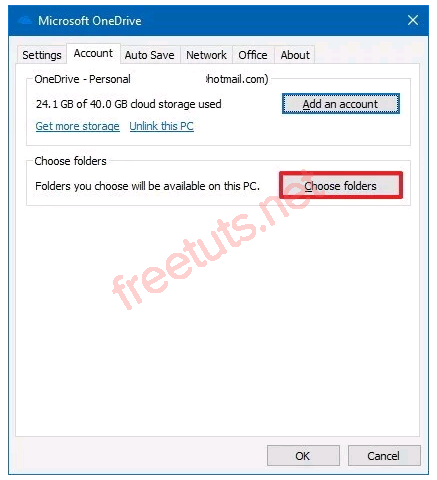 Microsoft OneDrive
Settings Account Auto Save Network Office About
OneDrive - Personal hotmail.com)
24.1 GB of 40.0 GB cloud storage used Add an account
Get more storage Unlink this PC
Choose folders
Folders you choose will be available on this PC. Choose folders
freetuts.net
OK Cancel